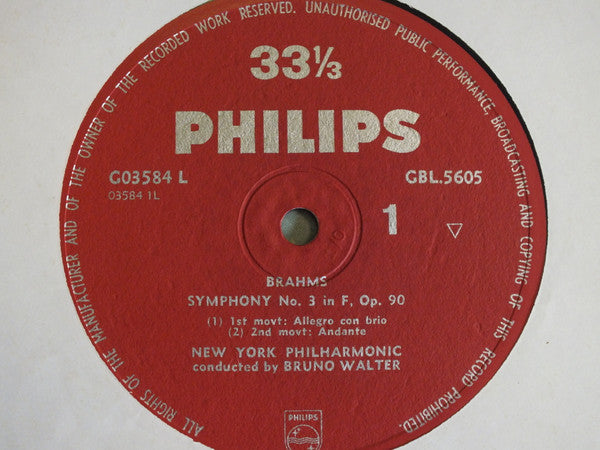 ALL RIGHTS OF THE MANUFACTURER AND OF THE OWNER OF THE RECORDED WORK RESERVED. UNAUTHORISED PUBLIC PERFORMANCE, BROADCASTING AND COPYING OF THIS RECORD PROHIBITED.
33⅓
PHILIPS
G03584 L
GBL.5605
03584 1L
1
BRAHMS
SYMPHONY No. 3 in F, Op. 90
(1) 1st movt: Allegro con brio
(2) 2nd movt: Andante
NEW YORK PHILHARMONIC
conducted by BRUNO WALTER
PHILIPS